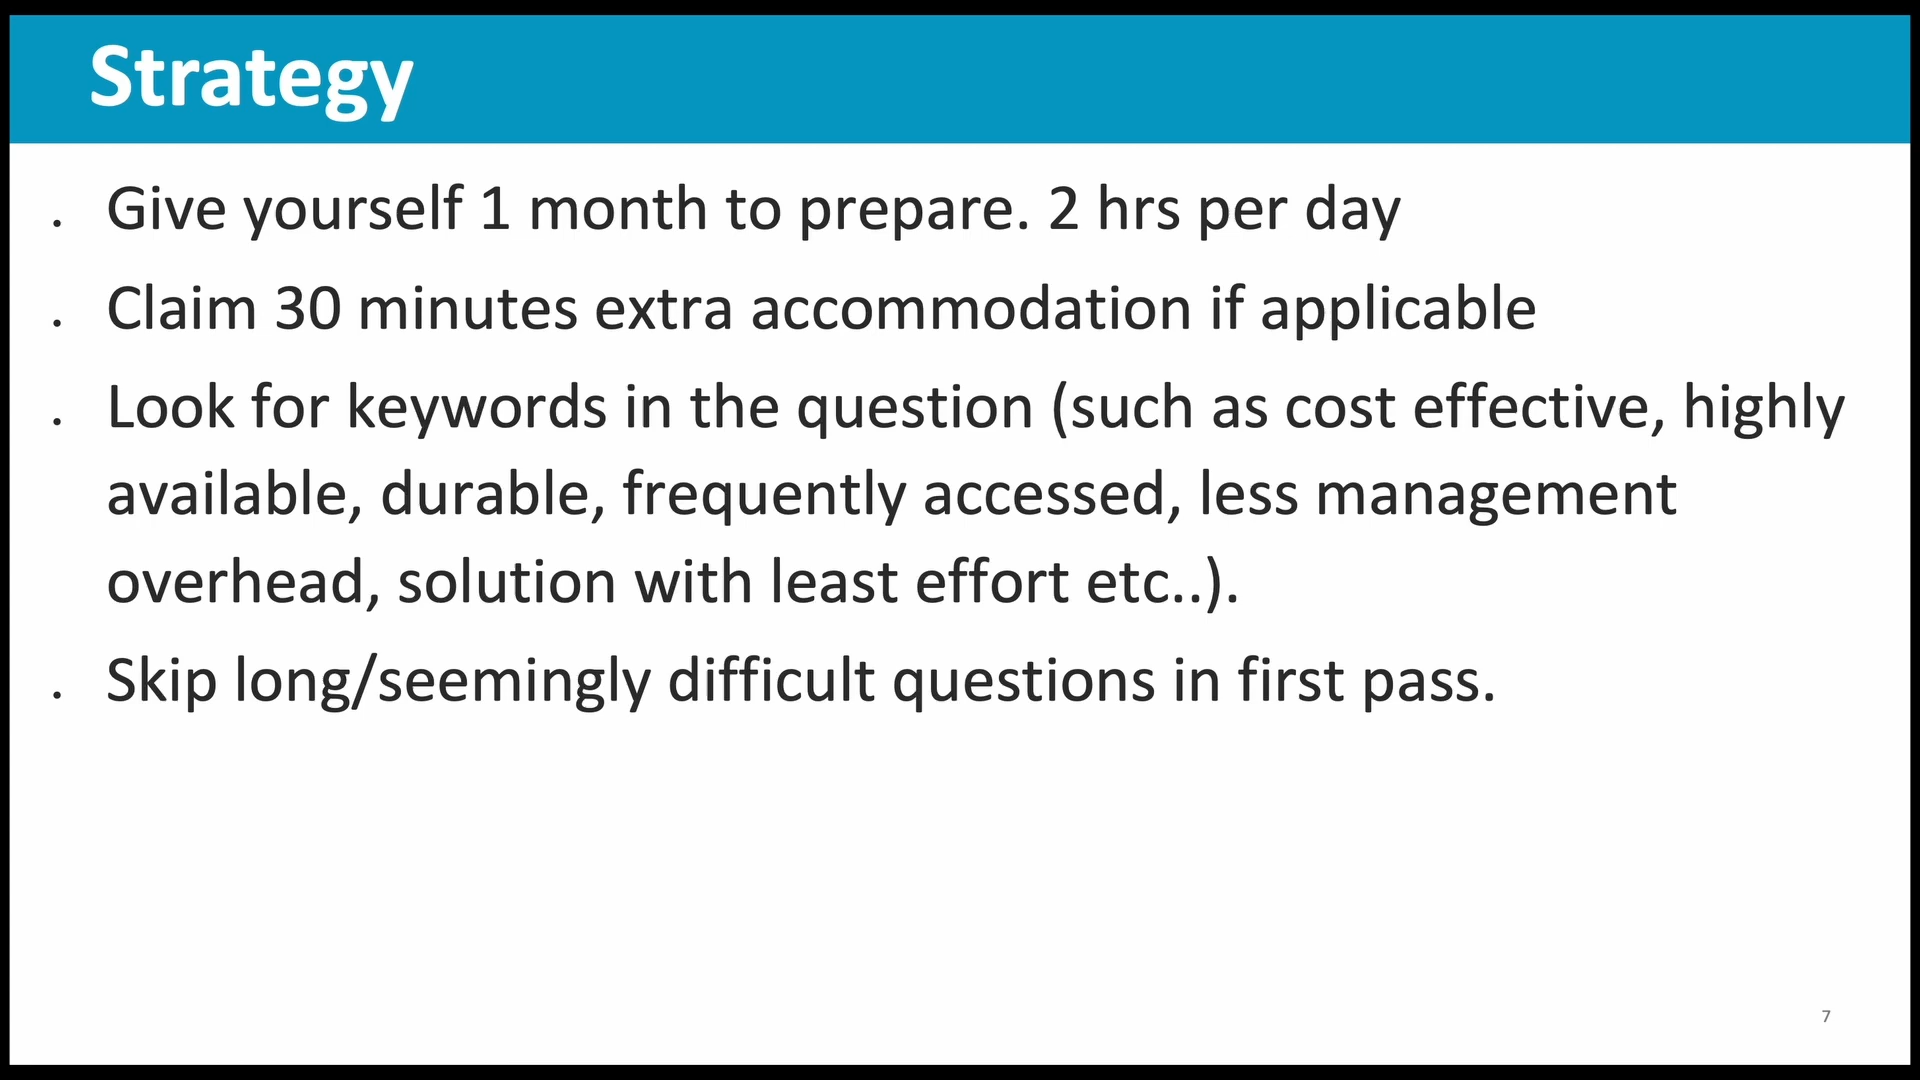 Strategy
. Give yourself 1 month to prepare. 2 hrs per day
. Claim 30 minutes extra accommodation if applicable
. Look for keywords in the question (such as cost effective, highly
available, durable, frequently accessed, less management
overhead, solution with least effort etc..).
. Skip long/seemingly difficult questions in first pass.
7